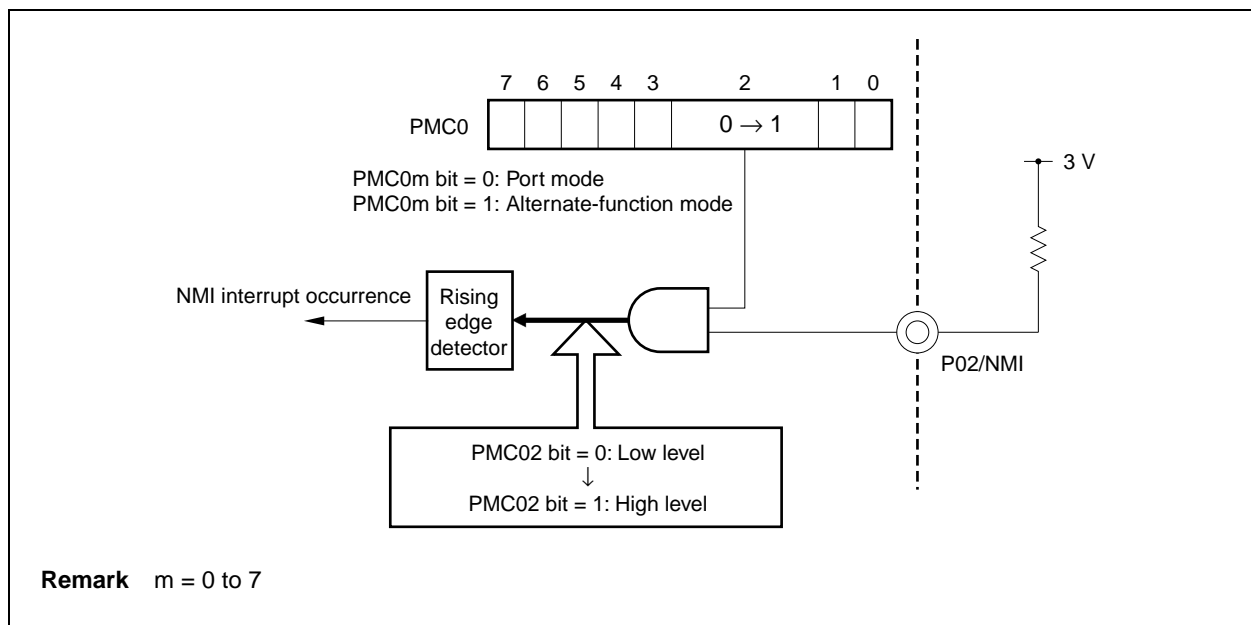 7 6 5 4 3 2 1 0
PMC0
0 → 1
3 V
PMC0m bit = 0: Port mode
PMC0m bit = 1: Alternate-function mode
NMI interrupt occurrence
Rising
edge
detector
P02/NMI
PMC02 bit = 0: Low level
↓
PMC02 bit = 1: High level
Remark m = 0 to 7